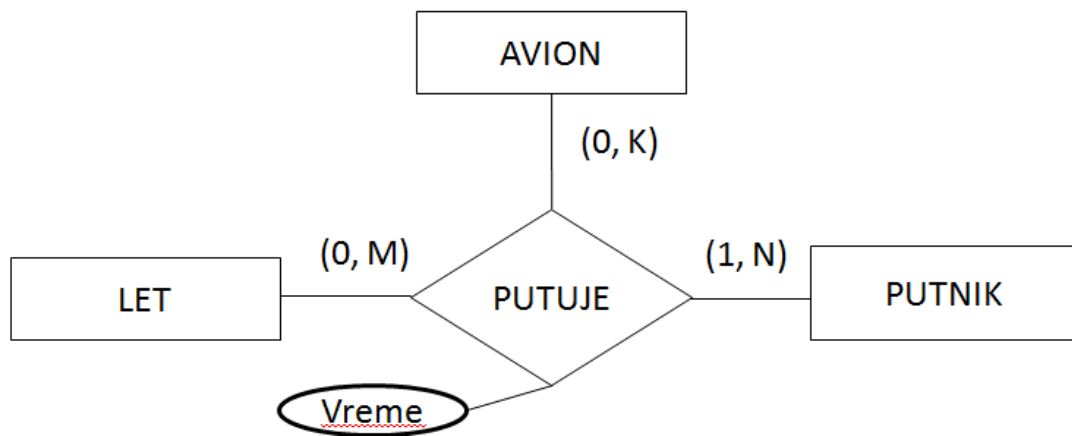 AVION
(0, K)
(0, M)
(1, N)
LET
PUTUJE
PUTNIK
Vreme